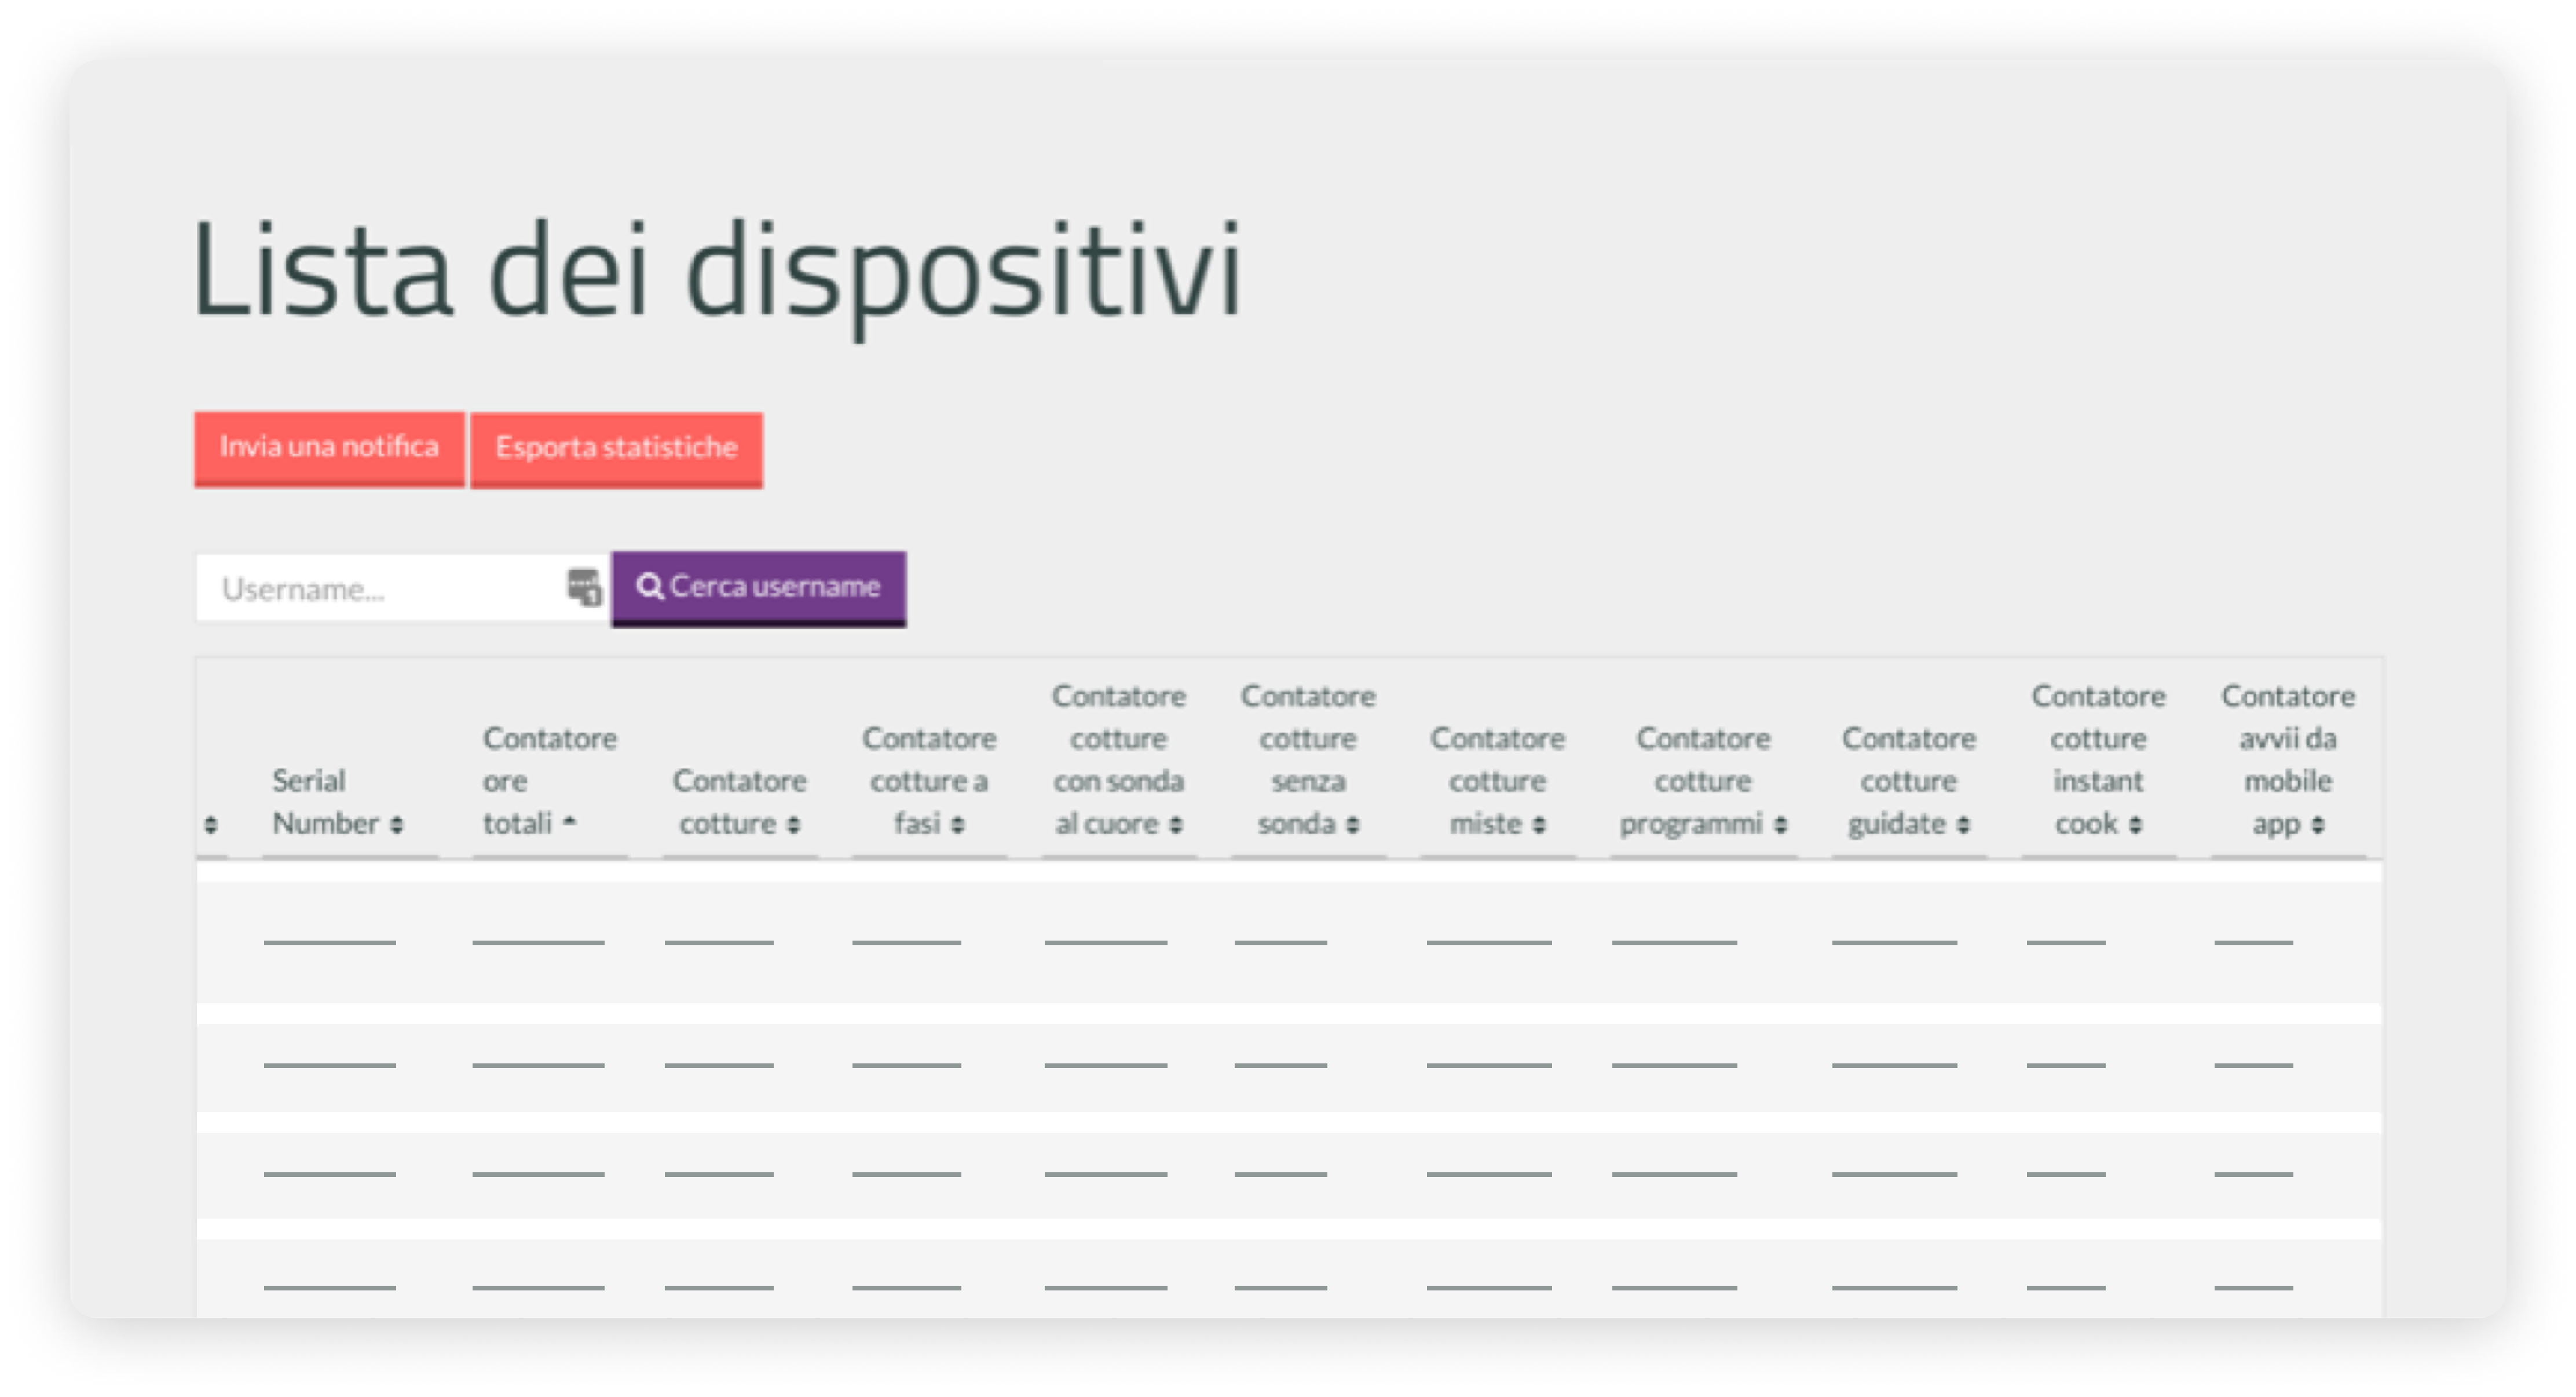 Lista dei dispositivi
Invia una notifica
Esporta statistiche
Username...
Cerca username
Serial
Number
Contatore
ore
totali
Contatore
cotture
Contatore
cotture a
fasi
Contatore
cotture
con sonda
al cuore
Contatore
cotture
senza
sonda
Contatore
cotture
miste
Contatore
cotture
programmi
Contatore
cotture
guidate
Contatore
cotture
instant
cook
Contatore
avvii da
mobile
app